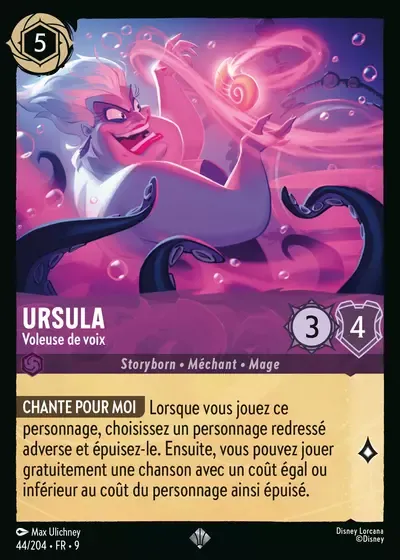 5
URSULA
Voleuse de voix
3
4
Storyborn • Méchant • Mage
CHANTE POUR MOI Lorsque vous jouez ce
personnage, choisissez un personnage redressé
adverse et épuisez-le. Ensuite, vous pouvez jouer
gratuitement une chanson avec un coût égal ou
inférieur au coût du personnage ainsi épuisé.
Max Ulichney
44/204 • FR • 9
Disney Lorcana
©Disney